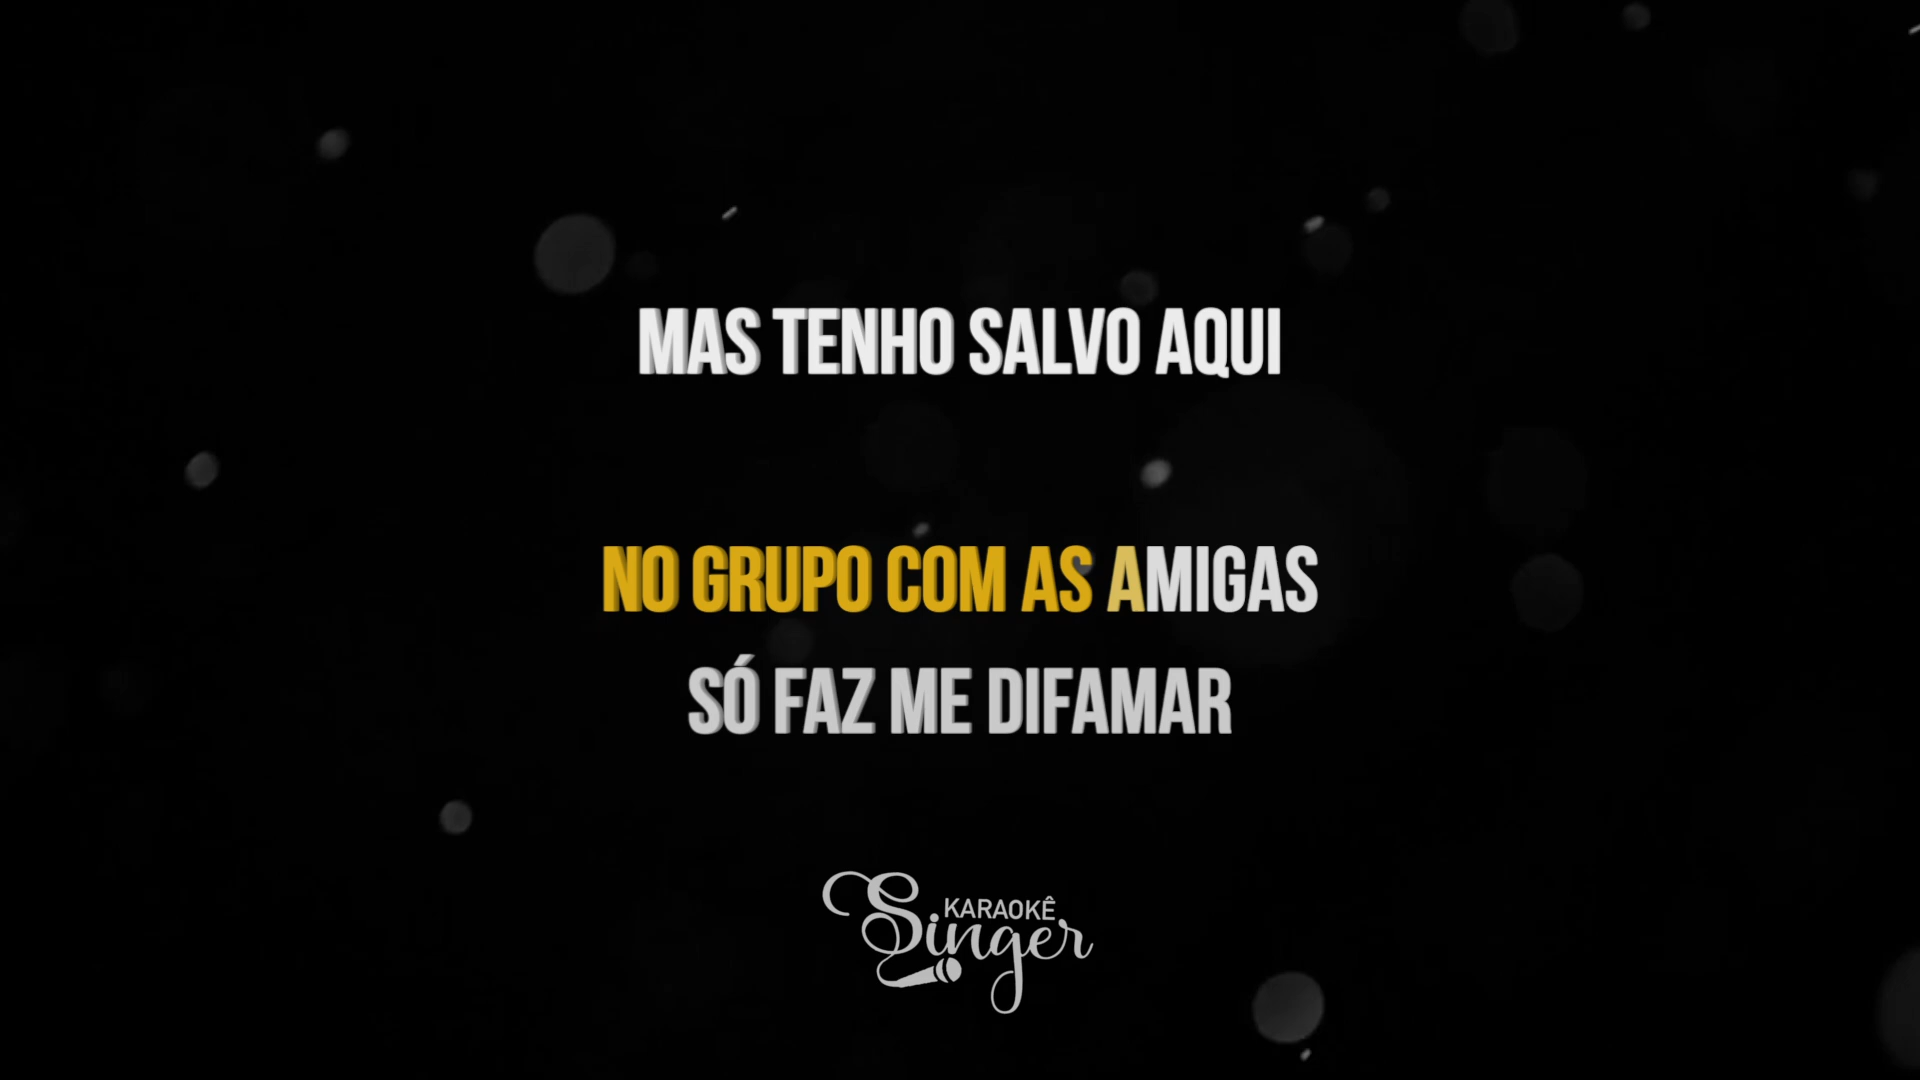 MAS TENHO SALVO AQUI
NO GRUPO COM AS AMIGAS
SÓ FAZ ME DIFAMAR
KARAOKÊ
Singer